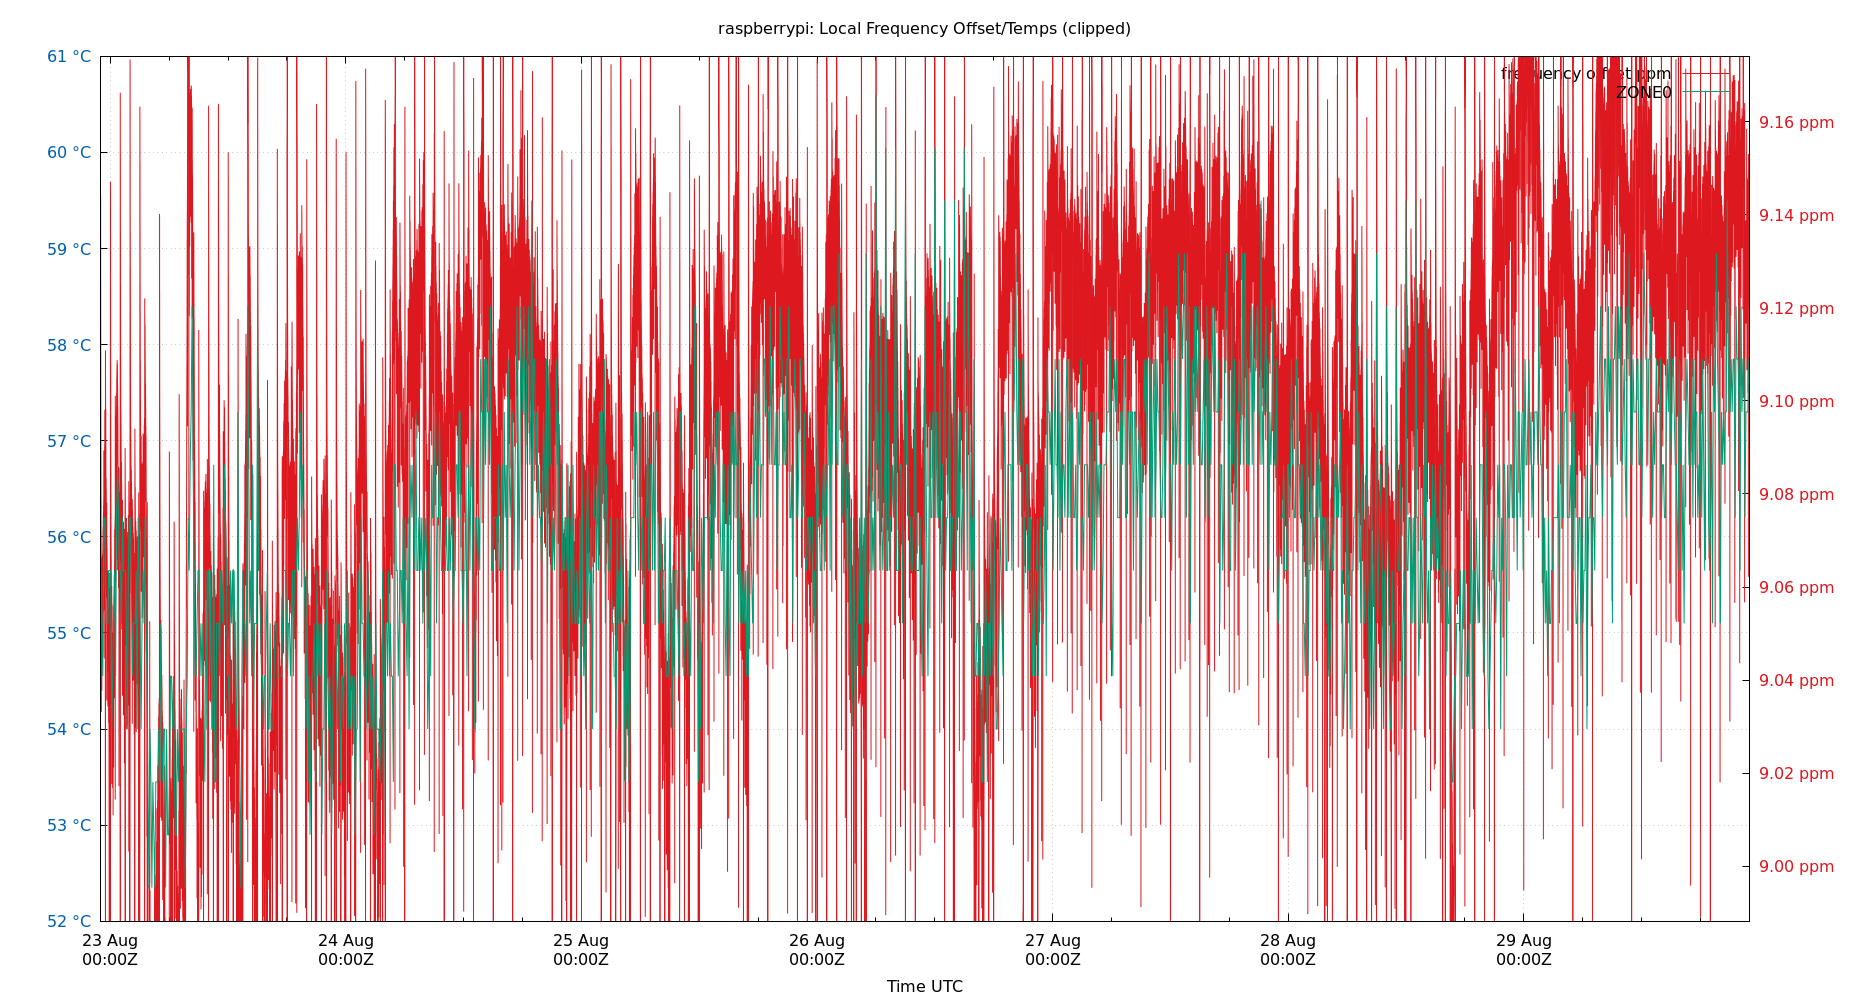 raspberrypi: Local Frequency Offset/Temps (clipped)
61 °C
60 °C
59 °C
58 °C
57 °C
56 °C
55 °C
54 °C
53 °C
52 °C
frequency offset ppm
ZONE0
9.16 ppm
9.14 ppm
9.12 ppm
9.10 ppm
9.08 ppm
9.06 ppm
9.04 ppm
9.02 ppm
9.00 ppm
23 Aug
00:00Z
24 Aug
00:00Z
25 Aug
00:00Z
26 Aug
00:00Z
27 Aug
00:00Z
28 Aug
00:00Z
29 Aug
00:00Z
Time UTC